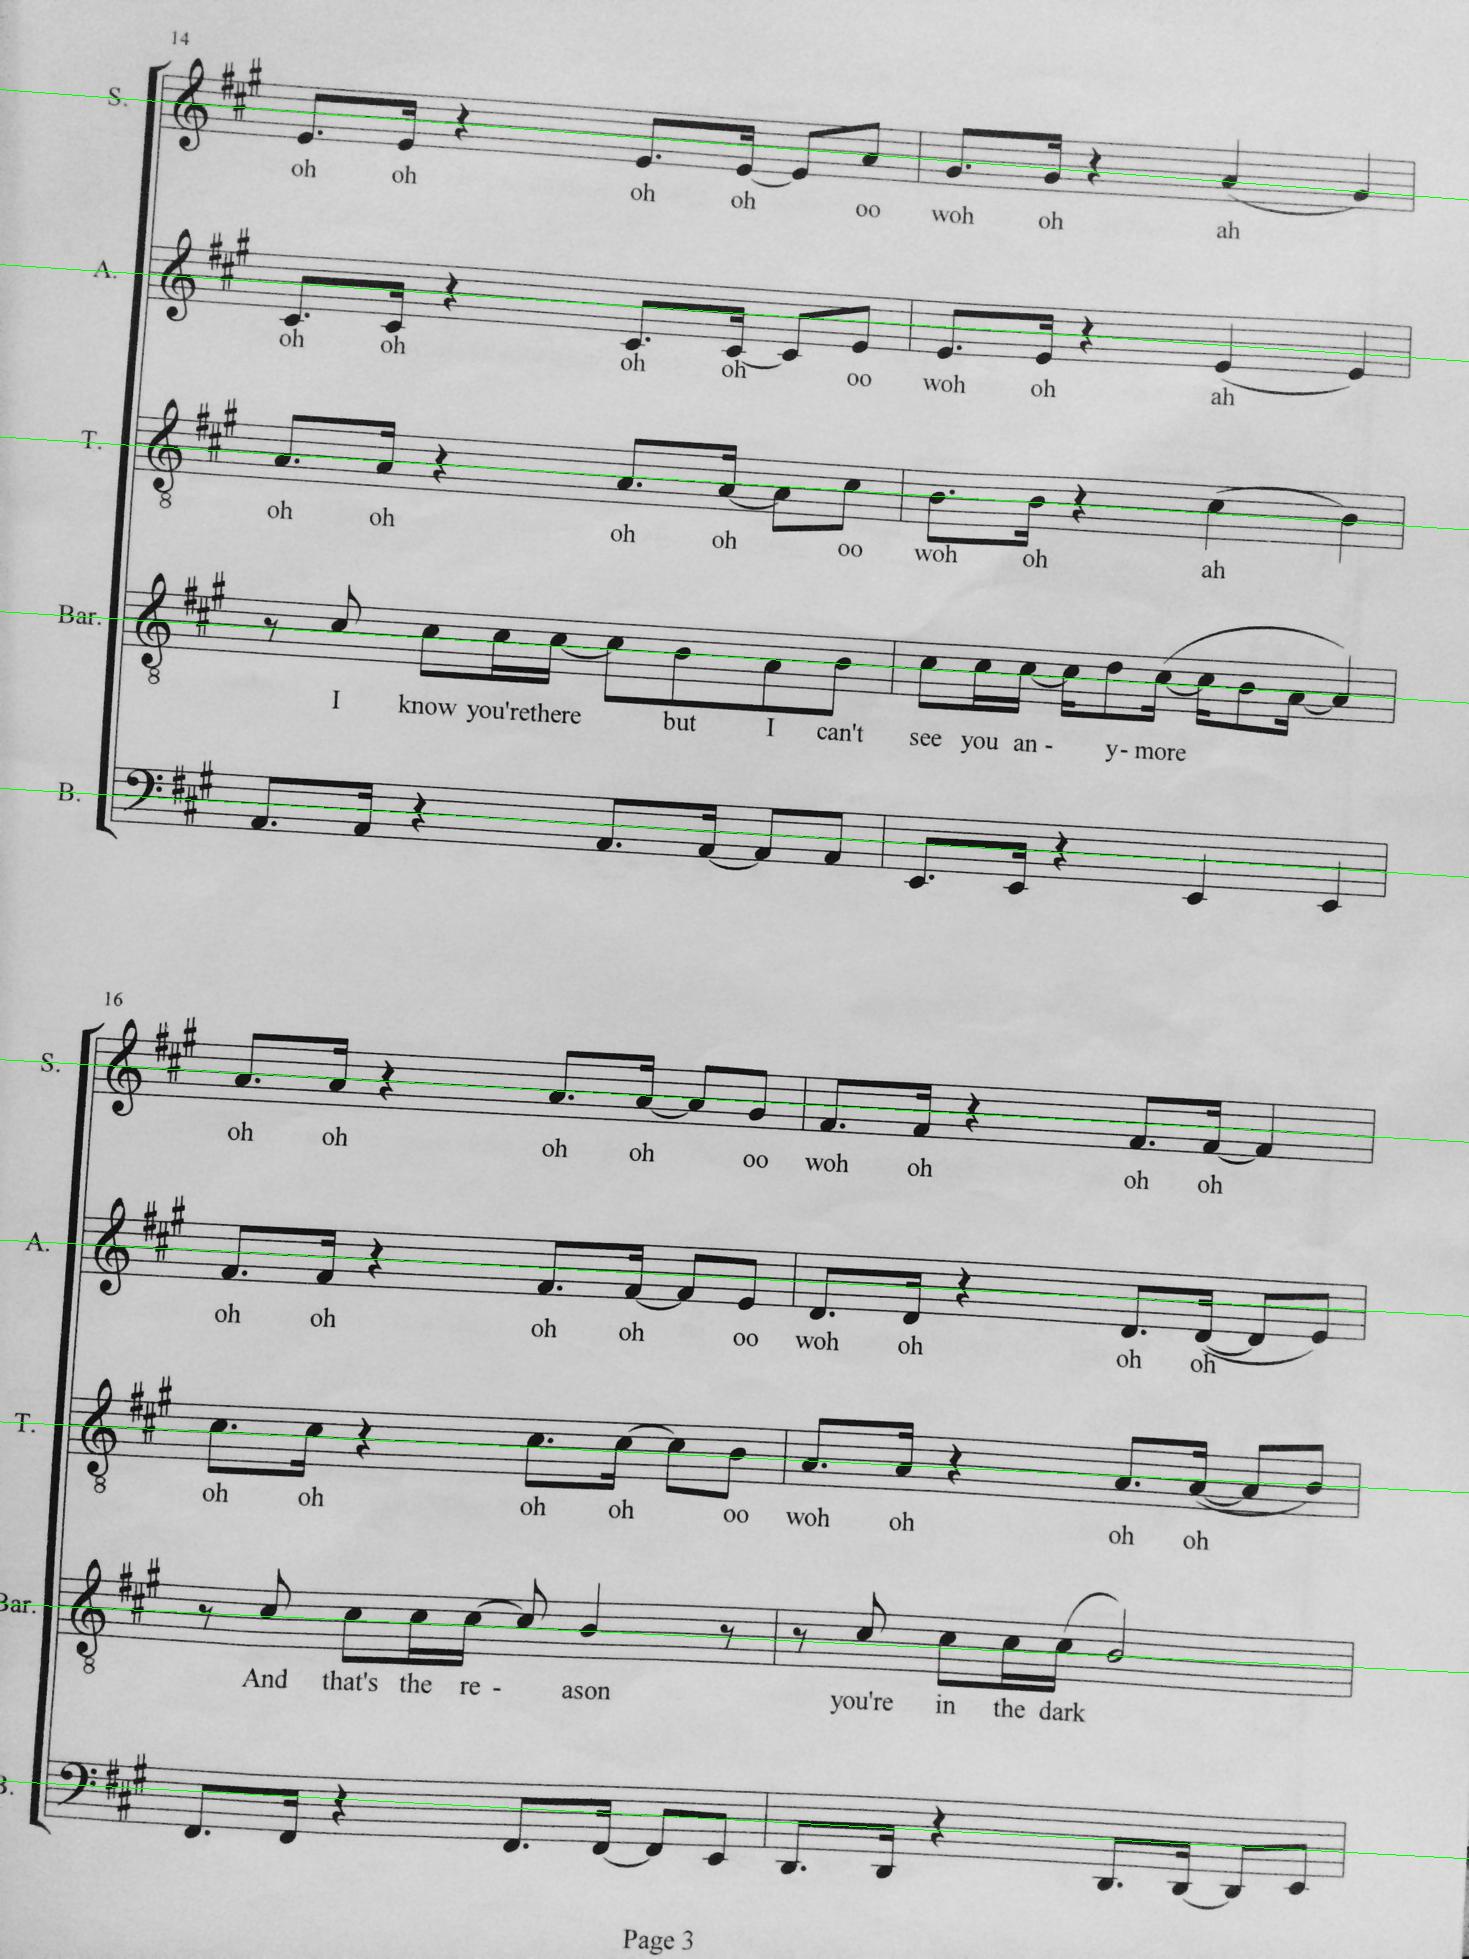 14
S.
oh oh oh oh oo woh oh ah
A.
oh oh oh oh oo woh oh ah
T.
8
oh oh oh oh oo woh oh ah
Bar.
8
I know you'rethere but I can't see you an - y- more
B.
16
S.
oh oh oh oh oo woh oh oh oh
A.
oh oh oh oh oo woh oh oh oh
T.
8
oh oh oh oh oo woh oh oh oh
Bar.
8
And that's the re - ason you're in the dark
B.
Page 3